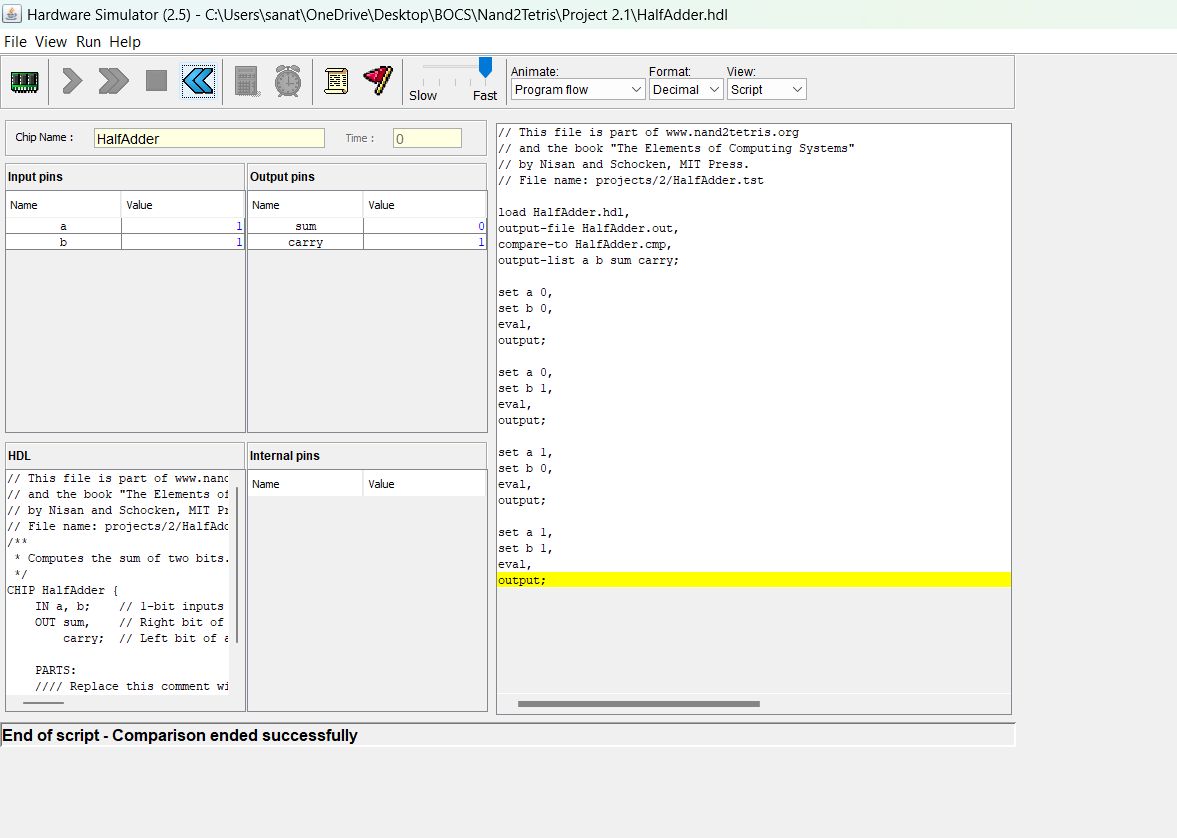 Hardware Simulator (2.5) - C:\Users\sanat\OneDrive\Desktop\BOCS\Nand2Tetris\Project 2.1\HalfAdder.hdl
File View Run Help
Slow Fast
Animate: Format: View:
Program flow Decimal Script
Chip Name : HalfAdder Time : 0
Input pins
Name Value
a 1
b 1
Output pins
Name Value
sum 0
carry 1
HDL
// This file is part of www.nand
// and the book "The Elements of
// by Nisan and Schocken, MIT Pr
// File name: projects/2/HalfAdd
/**
* Computes the sum of two bits.
*/
CHIP HalfAdder {
IN a, b; // 1-bit inputs
OUT sum, // Right bit of
carry; // Left bit of a
PARTS:
//// Replace this comment wi
Internal pins
Name Value
// This file is part of www.nand2tetris.org
// and the book "The Elements of Computing Systems"
// by Nisan and Schocken, MIT Press.
// File name: projects/2/HalfAdder.tst
load HalfAdder.hdl,
output-file HalfAdder.out,
compare-to HalfAdder.cmp,
output-list a b sum carry;
set a 0,
set b 0,
eval,
output;
set a 0,
set b 1,
eval,
output;
set a 1,
set b 0,
eval,
output;
set a 1,
set b 1,
eval,
output;
End of script - Comparison ended successfully